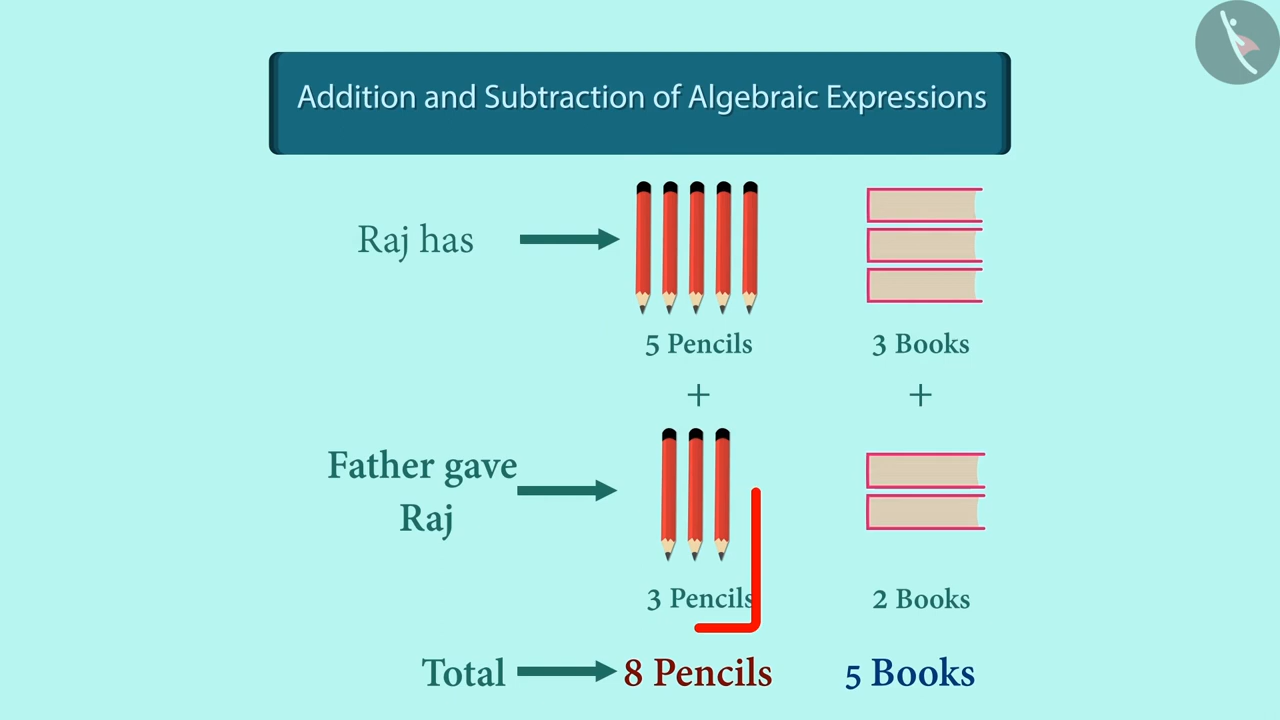 Addition and Subtraction of Algebraic Expressions
Raj has
5 Pencils 3 Books
+ +
Father gave
Raj
3 Pencils 2 Books
Total 8 Pencils 5 Books